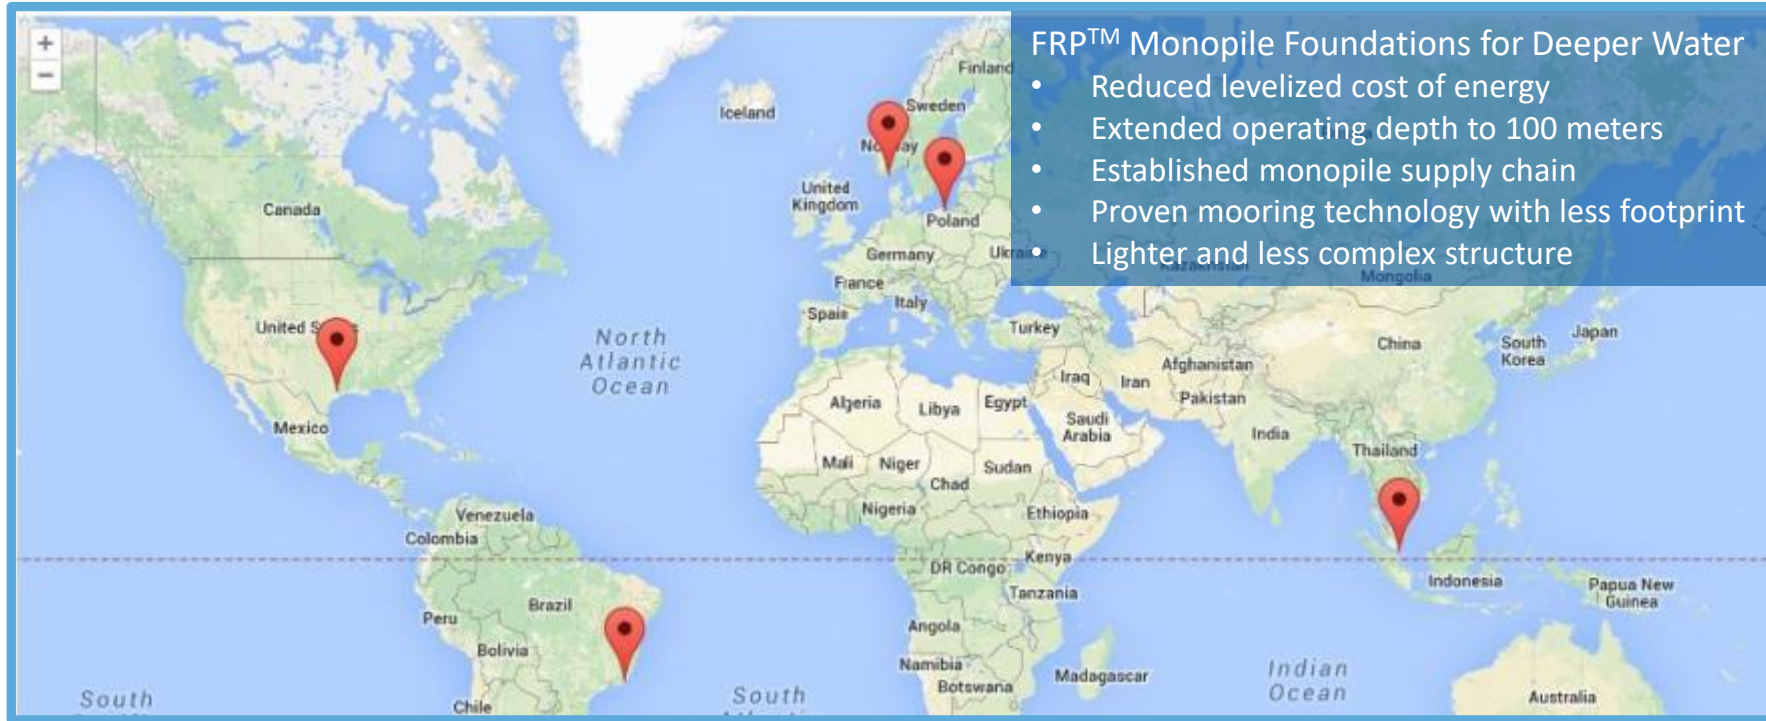 +
−
FRP™ Monopile Foundations for Deeper Water
• Reduced levelized cost of energy
• Extended operating depth to 100 meters
• Established monopile supply chain
• Proven mooring technology with less footprint
• Lighter and less complex structure
Finland
Iceland
Sweden
Norway
United
Kingdom
Canada
Poland
Germany
Ukraine
Kazakhstan
Mongolia
France
Italy
Spain
United S
Turkey
North
Atlantic
Ocean
China
South
Korea
Japan
Afghanistan
Iraq
Iran
Pakistan
Algeria
Libya
Egypt
Saudi
Arabia
Mexico
India
Thailand
Mali
Niger
Sudan
Chad
Nigeria
Ethiopia
Venezuela
Colombia
DR Congo
Kenya
Indonesia
Papua New
Guinea
Tanzania
Brazil
Peru
Angola
Bolivia
Namibia
Botswana
Madagascar
Indian
Ocean
South
Chile
South
Australia